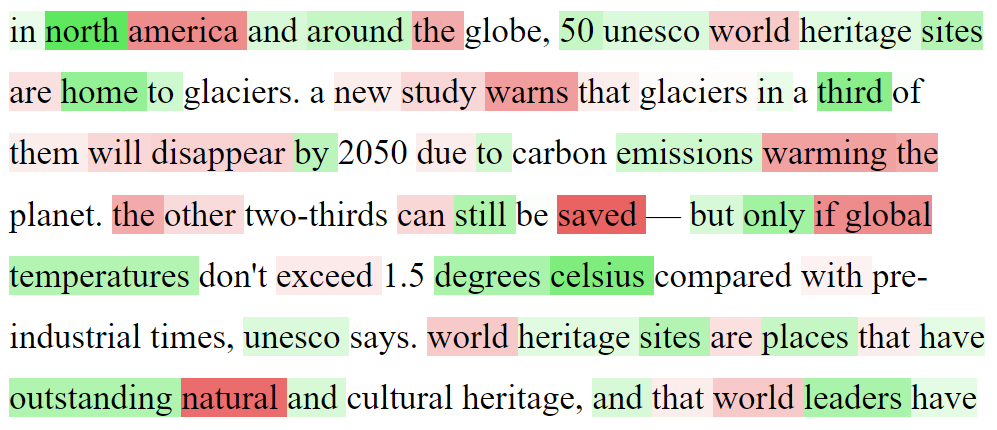 in north america and around the globe, 50 unesco world heritage sites
are home to glaciers. a new study warns that glaciers in a third of
them will disappear by 2050 due to carbon emissions warming the
planet. the other two-thirds can still be saved — but only if global
temperatures don't exceed 1.5 degrees celsius compared with pre-
industrial times, unesco says. world heritage sites are places that have
outstanding natural and cultural heritage, and that world leaders have